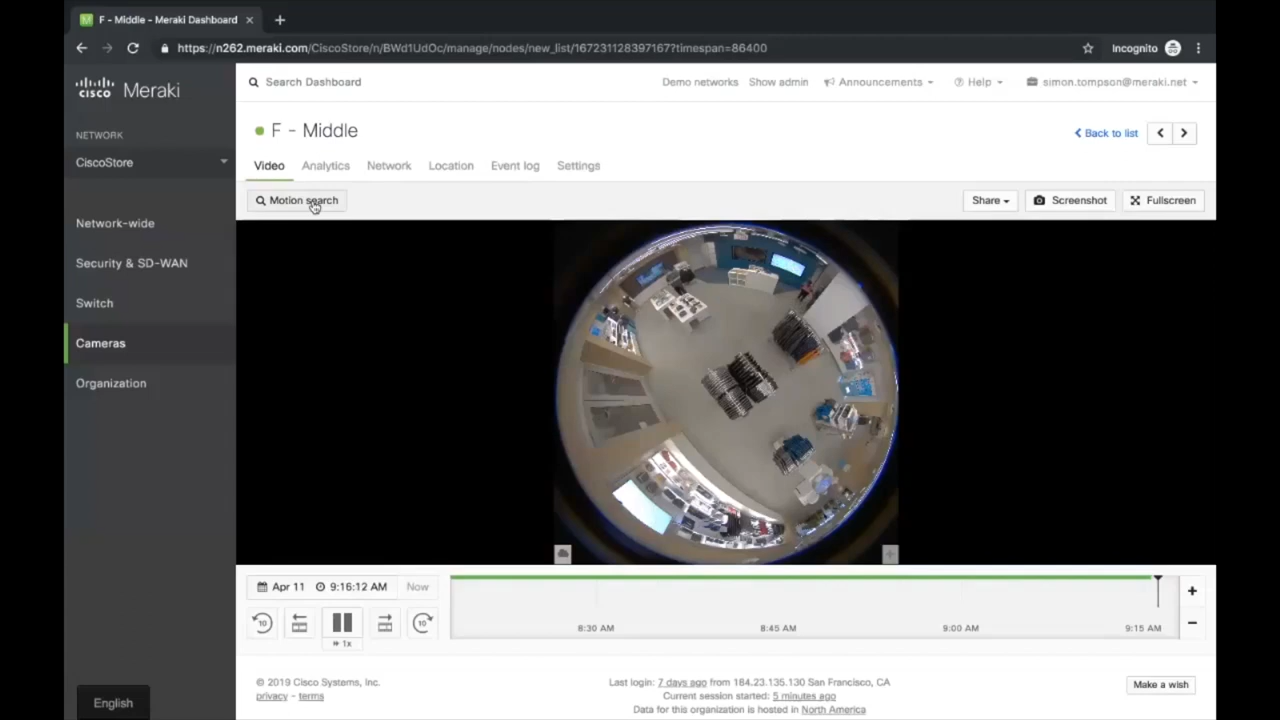 F - Middle - Meraki Dashboard
https://n262.meraki.com/CiscoStore/n/BWd1UdOc/manage/nodes/new_list/167231128397167?timespan=86400
Incognito
cisco Meraki
Search Dashboard
Demo networks Show admin Announcements Help simon.tompson@meraki.net
NETWORK
CiscoStore
Network-wide
Security & SD-WAN
Switch
Cameras
Organization
English
F - Middle
Back to list
Video Analytics Network Location Event log Settings
Motion search
Share Screenshot Fullscreen
Apr 11 9:16:12 AM Now
10 10
1x
8:30 AM 8:45 AM 9:00 AM 9:15 AM
© 2019 Cisco Systems, Inc.
privacy - terms
Last login: 7 days ago from 184.23.135.130 San Francisco, CA
Current session started: 5 minutes ago
Data for this organization is hosted in North America
Make a wish